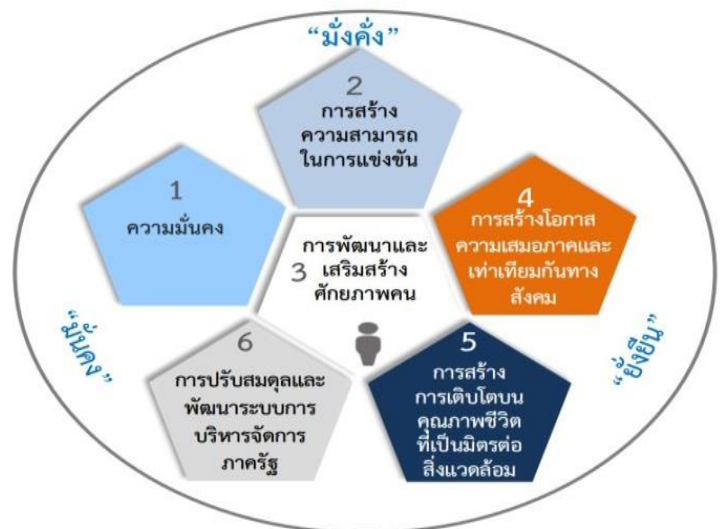 “มั่งคั่ง”
2
การสร้าง
ความสามารถ
ในการแข่งขัน
1
ความมั่นคง
3
การพัฒนาและ
เสริมสร้าง
ศักยภาพคน
4
การสร้างโอกาส
ความเสมอภาคและ
เท่าเทียมกันทาง
สังคม
“มั่นคง”
6
การปรับสมดุลและ
พัฒนาระบบการ
บริหารจัดการ
ภาครัฐ
5
การสร้าง
การเติบโตบน
คุณภาพชีวิต
ที่เป็นมิตรต่อ
สิ่งแวดล้อม
“ยั่งยืน”